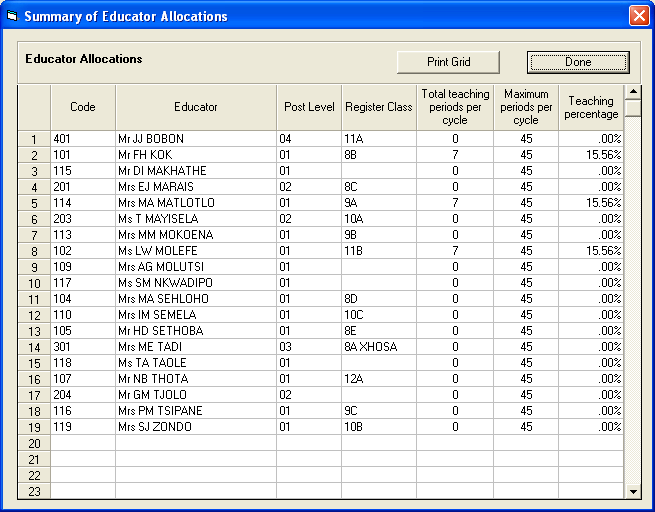 Summary of Educator Allocations
Educator Allocations Print Grid Done
Code Educator Post Level Register Class Total teaching periods per cycle Maximum periods per cycle Teaching percentage
1 401 Mr JJ BOBON 04 11A 0 45 .00%
2 101 Mr FH KOK 01 8B 7 45 15.56%
3 115 Mr DI MAKHATHE 01 0 45 .00%
4 201 Mrs EJ MARAIS 02 8C 0 45 .00%
5 114 Mrs MA MATLOTLO 01 9A 7 45 15.56%
6 203 Ms T MAYISELA 02 10A 0 45 .00%
7 113 Mrs MM MOKOENA 01 9B 0 45 .00%
8 102 Ms LW MOLEFE 01 11B 7 45 15.56%
9 109 Mrs AG MOLUTSI 01 0 45 .00%
10 117 Ms SM NKWADIPO 01 0 45 .00%
11 104 Mrs MA SEHLOHO 01 8D 0 45 .00%
12 110 Mrs IM SEMELA 01 10C 0 45 .00%
13 105 Mr HD SETHOBA 01 8E 0 45 .00%
14 301 Mrs ME TADI 03 8A XHOSA 0 45 .00%
15 118 Ms TA TAOLE 01 0 45 .00%
16 107 Mr NB THOTA 01 12A 0 45 .00%
17 204 Mr GM TJOLO 02 0 45 .00%
18 116 Mrs PM TSIPANE 01 9C 0 45 .00%
19 119 Mrs SJ ZONDO 01 10B 0 45 .00%
20
21
22
23